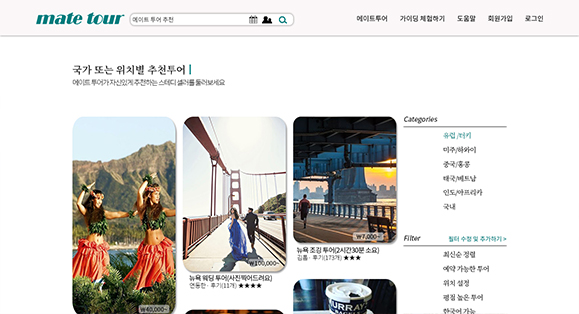 mate tour
메이트 투어 추천
메이트투어
가이딩 체험하기
도움말
회원가입
로그인
국가 또는 위치별 추천투어
메이트 투어가 자신있게 추천하는 스테디 셀러를 둘러보세요
₩40,000~
₩100,000~
뉴욕 웨딩 투어(사진찍어드려요)
연동한 · 후기(11개) ★★★★
₩7,000~
뉴욕 조깅 투어(2시간30분 소요)
김홉 · 후기(173개) ★★★
MURRAY
Categories
유럽/터키
미주/하와이
중국/홍콩
태국/베트남
인도/아프리카
국내
Filter
필터 수정 및 추가하기 >
최신순 정렬
예약 가능한 투어
위치 설정
평점 높은 투어
한국어 가능